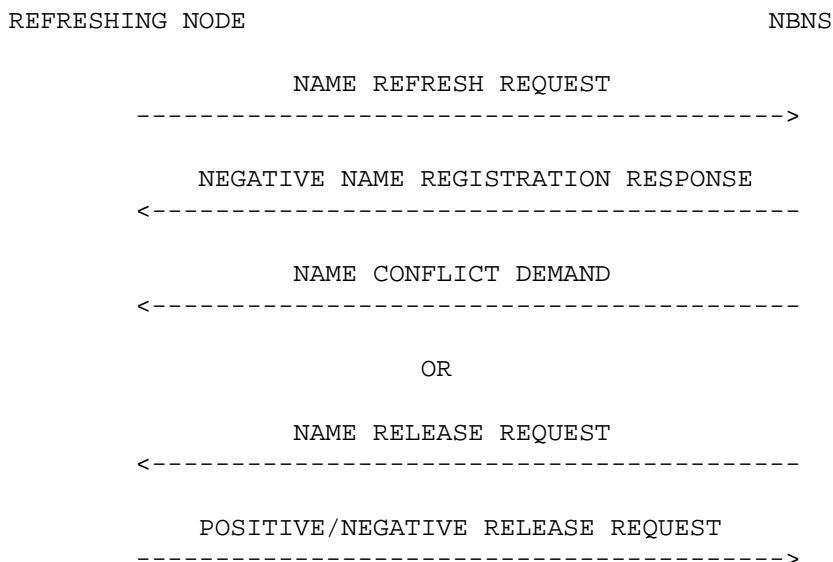 REFRESHING NODE NBNS
NAME REFRESH REQUEST
----------------------------------------->
NEGATIVE NAME REGISTRATION RESPONSE
<-----------------------------------------
NAME CONFLICT DEMAND
<-----------------------------------------
OR
NAME RELEASE REQUEST
<-----------------------------------------
POSITIVE/NEGATIVE RELEASE REQUEST
----------------------------------------->